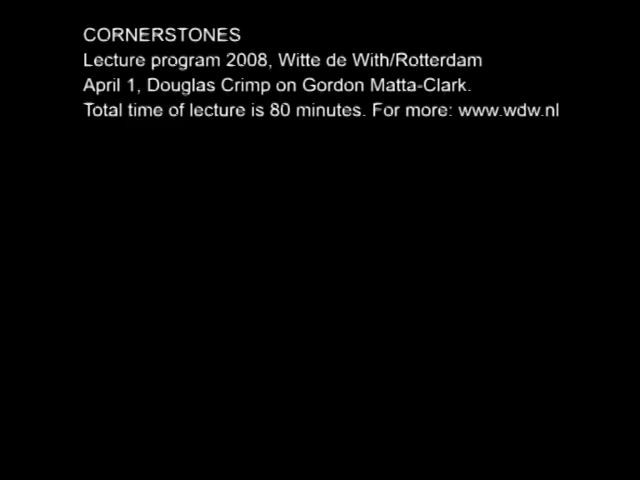 CORNERSTONES
Lecture program 2008, Witte de With/Rotterdam
April 1, Douglas Crimp on Gordon Matta-Clark.
Total time of lecture is 80 minutes. For more: www.wdw.nl